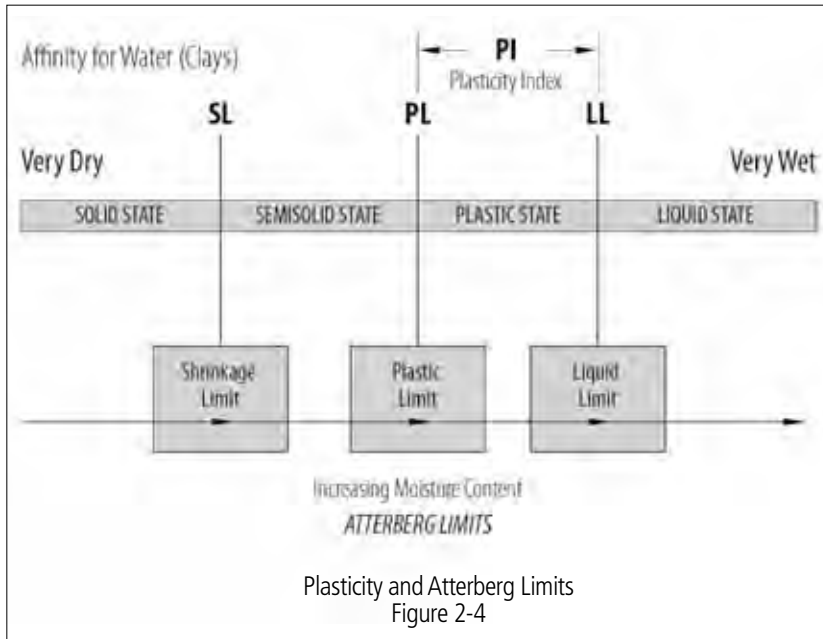 PI
Affinity for Water (Clays)
Plasticity Index
SL PL LL
Very Dry Very Wet
SOLID STATE SEMISOLID STATE PLASTIC STATE LIQUID STATE
Shrinkage
Limit
Plastic
Limit
Liquid
Limit
Increasing Moisture Content
ATTERBERG LIMITS
Plasticity and Atterberg Limits
Figure 2-4